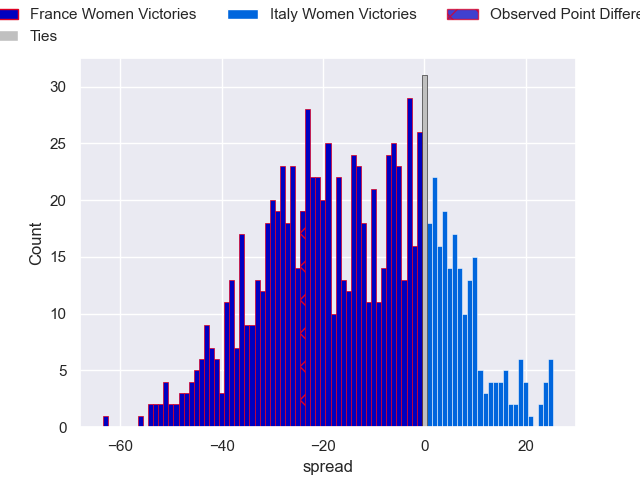 France Women Victories
Italy Women Victories
Observed Point Differe
Ties
30
25
20
15
10
5
0
Count
−60
−40
−20
0
20
spread